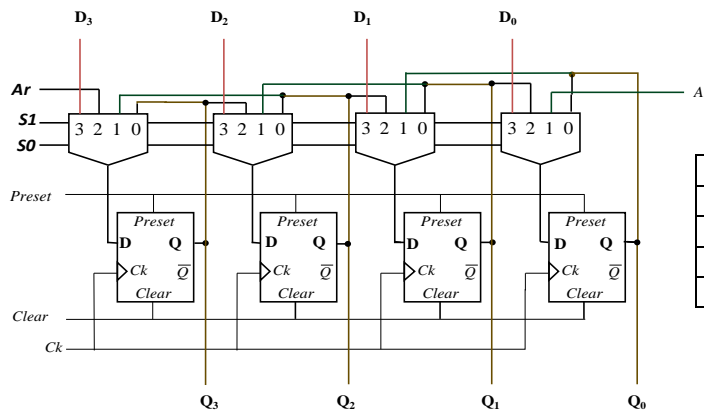 D3 D2 D1 D0
Ar A
S1 3 2 1 0 3 2 1 0 3 2 1 0 3 2 1 0
S0
Preset
Preset Preset Preset Preset
D Q D Q D Q D Q
Ck Q̅ Ck Q̅ Ck Q̅ Ck Q̅
Clear Clear Clear Clear
Clear
Ck
Q3 Q2 Q1 Q0